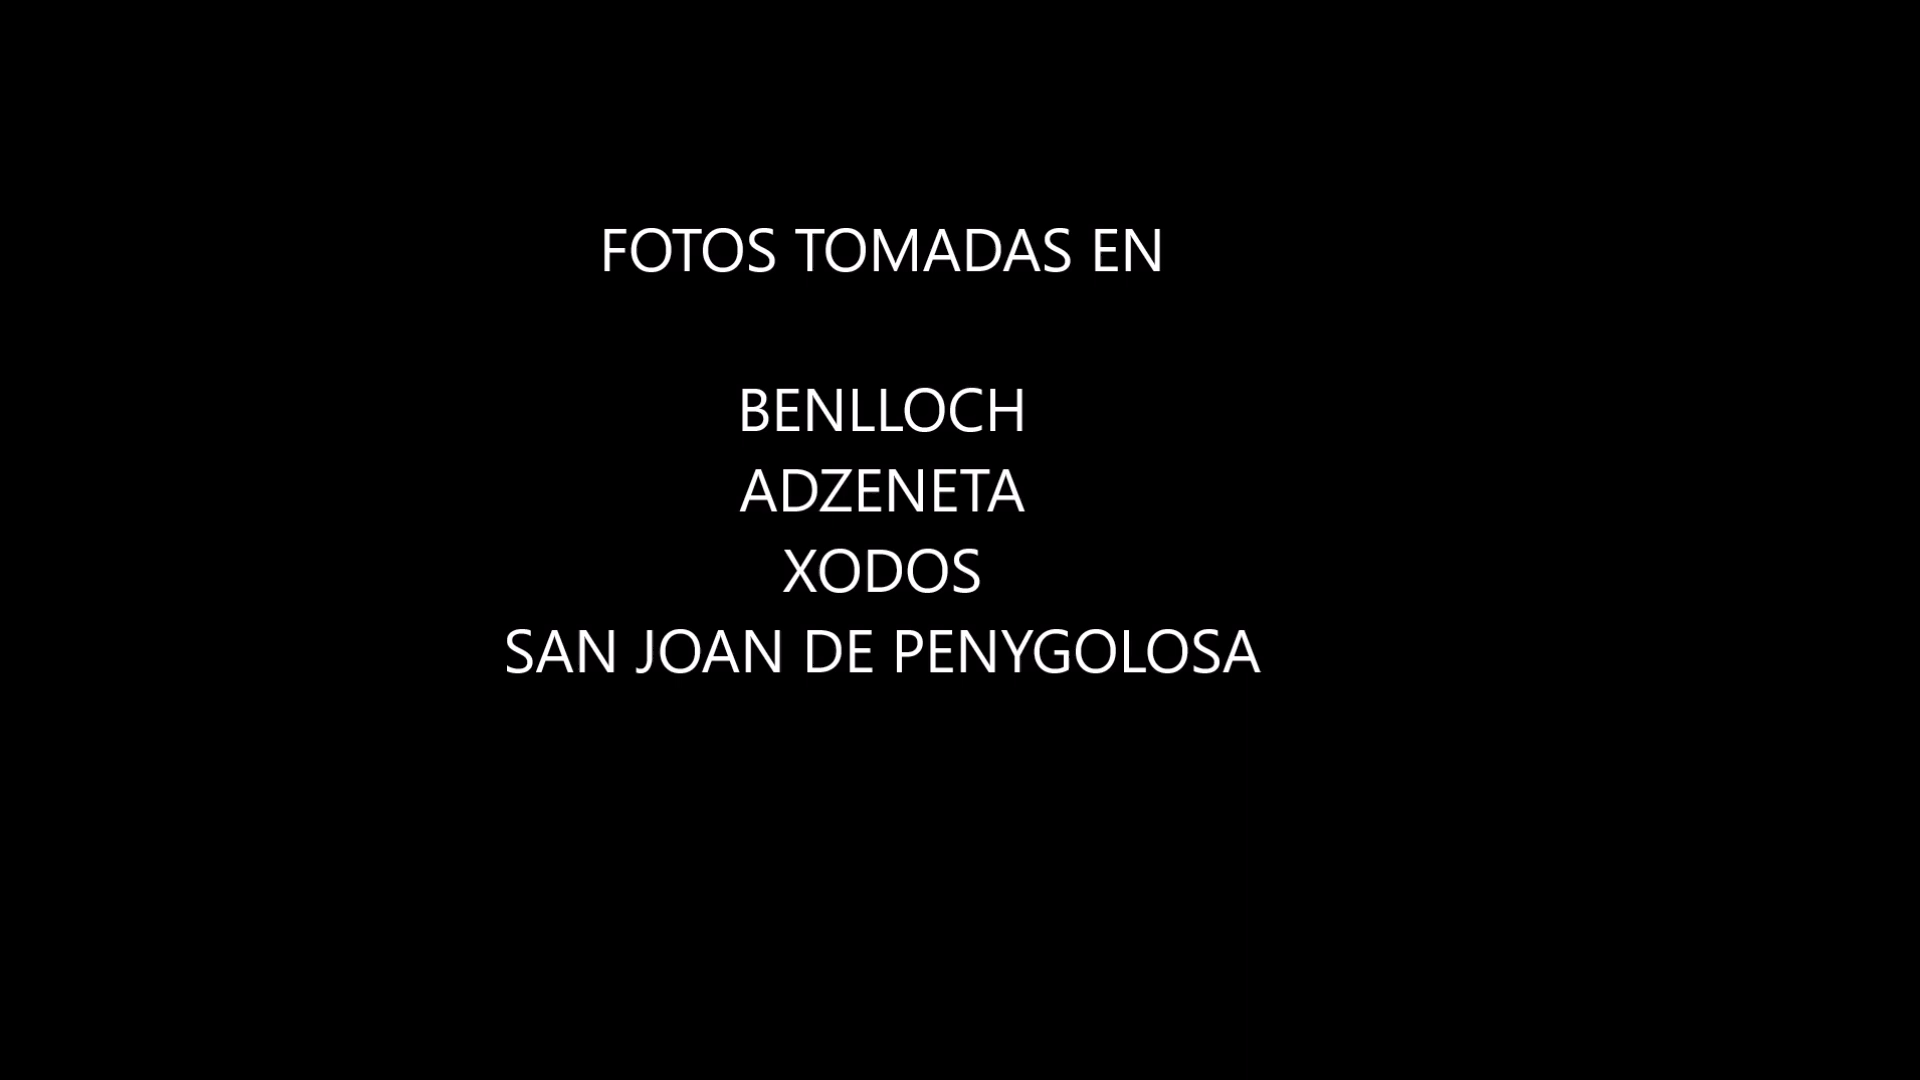 FOTOS TOMADAS EN
BENLLOCH
ADZENETA
XODOS
SAN JOAN DE PENYGOLOSA